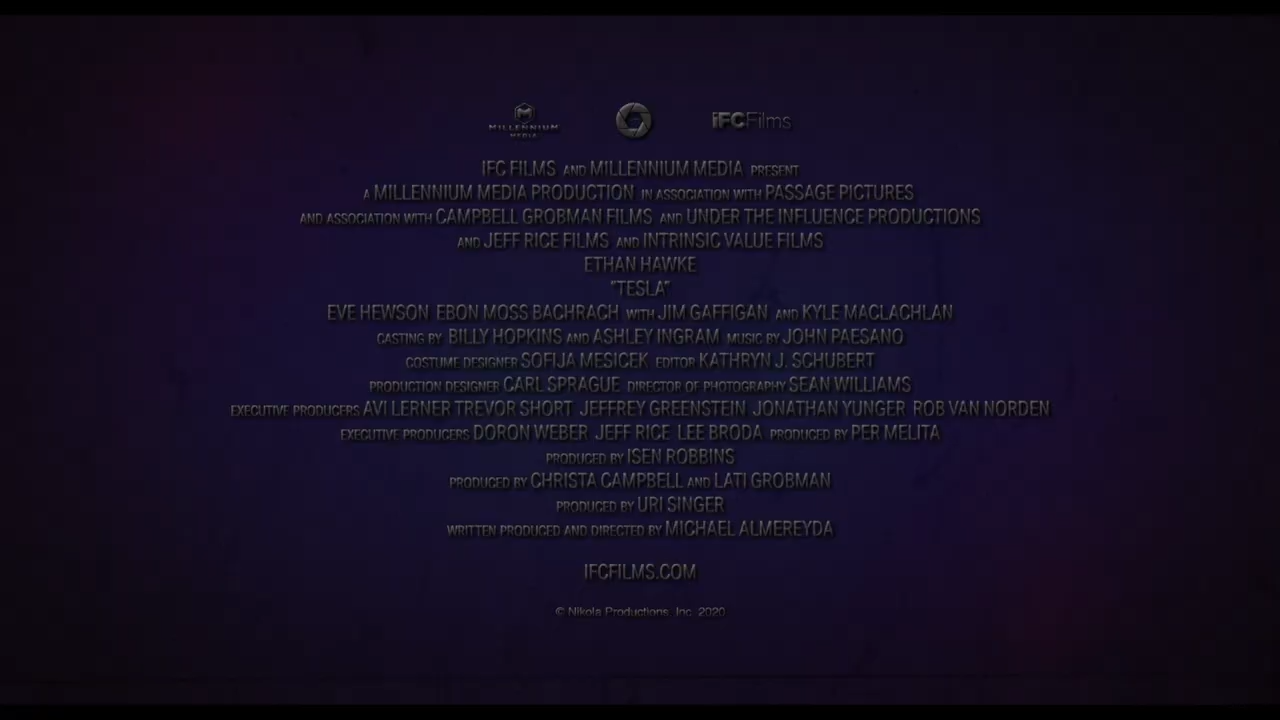 MILLENNIUM
MEDIA
iFCFilms
IFC FILMS AND MILLENNIUM MEDIA PRESENT
A MILLENNIUM MEDIA PRODUCTION IN ASSOCIATION WITH PASSAGE PICTURES
AND ASSOCIATION WITH CAMPBELL GROBMAN FILMS AND UNDER THE INFLUENCE PRODUCTIONS
AND JEFF RICE FILMS AND INTRINSIC VALUE FILMS
ETHAN HAWKE
"TESLA"
EVE HEWSON EBON MOSS BACHRACH WITH JIM GAFFIGAN AND KYLE MACLACHLAN
CASTING BY BILLY HOPKINS AND ASHLEY INGRAM MUSIC BY JOHN PAESANO
COSTUME DESIGNER SOFIJA MESICEK EDITOR KATHRYN J. SCHUBERT
PRODUCTION DESIGNER CARL SPRAGUE DIRECTOR OF PHOTOGRAPHY SEAN WILLIAMS
EXECUTIVE PRODUCERS AVI LERNER TREVOR SHORT JEFFREY GREENSTEIN JONATHAN YUNGER ROB VAN NORDEN
EXECUTIVE PRODUCERS DORON WEBER JEFF RICE LEE BRODA PRODUCED BY PER MELITA
PRODUCED BY ISEN ROBBINS
PRODUCED BY CHRISTA CAMPBELL AND LATI GROBMAN
PRODUCED BY URI SINGER
WRITTEN PRODUCED AND DIRECTED BY MICHAEL ALMEREYDA
IFCFILMS.COM
© Nikola Productions, Inc. 2020